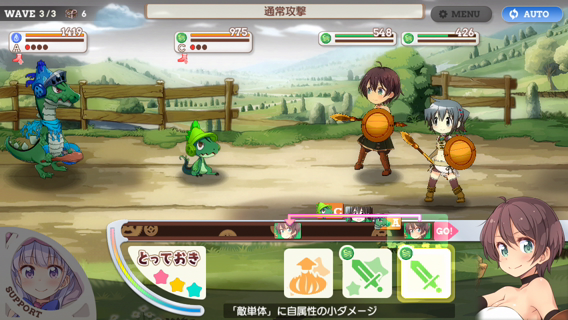 WAVE 3/3 6
通常攻撃
MENU
AUTO
1419
975
548
426
A
C
C
A
GO!
とっておき
SUPPORT
「敵単体」に自属性の小ダメージ